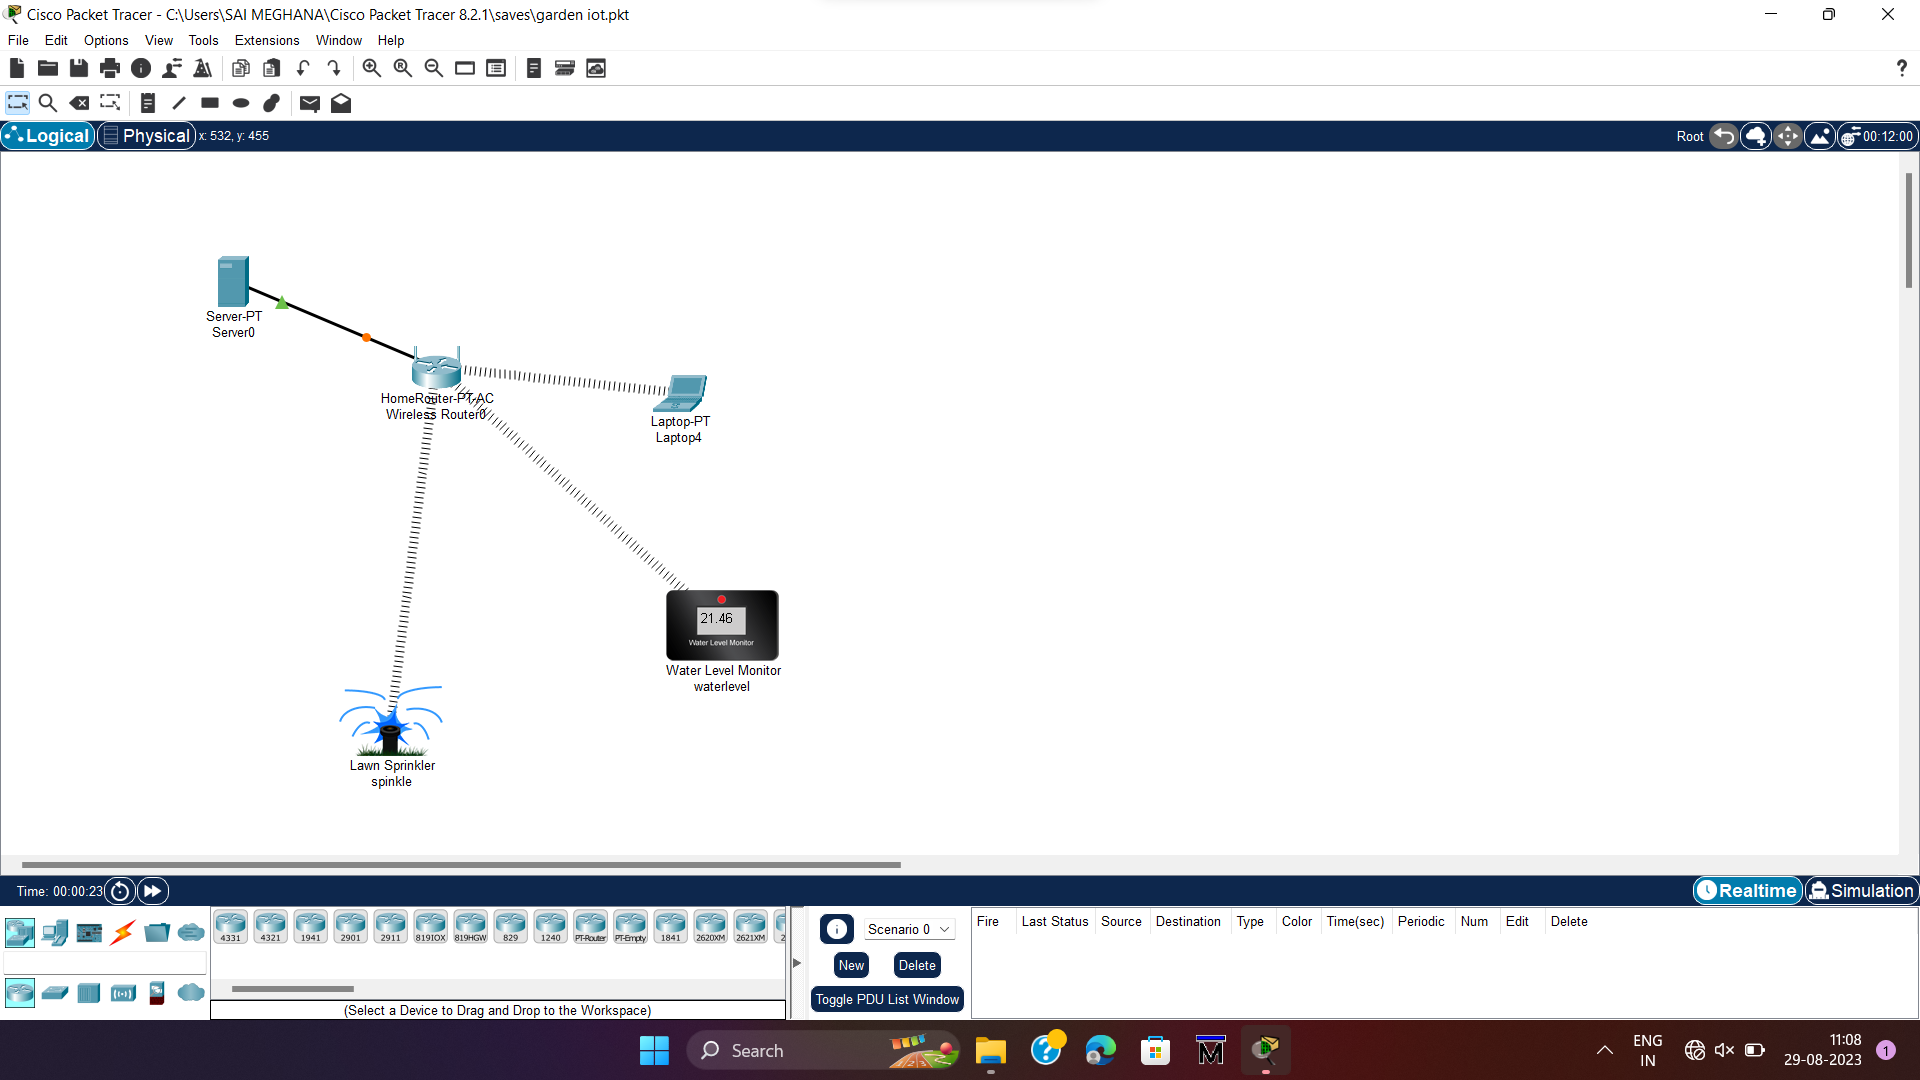 Cisco Packet Tracer - C:\Users\SAI MEGHANA\Cisco Packet Tracer 8.2.1\saves\garden iot.pkt
File Edit Options View Tools Extensions Window Help
?
Logical Physical x: 532, y: 455 Root 00:12:00
Server-PT
Server0
HomeRouter-PT-AC
Wireless Router0
Laptop-PT
Laptop4
21.46
Water Level Monitor
Water Level Monitor
waterlevel
Lawn Sprinkler
spinkle
Time: 00:00:23 Realtime Simulation
4331 4321 1941 2901 2911 819IOX 819HGW 829 1240 PT-Router PT-Empty 1841 2620XM 2621XM 2
(Select a Device to Drag and Drop to the Workspace)
Scenario 0
New Delete
Toggle PDU List Window
Fire Last Status Source Destination Type Color Time(sec) Periodic Num Edit Delete
Search
ENG
IN
11:08
29-08-2023
1